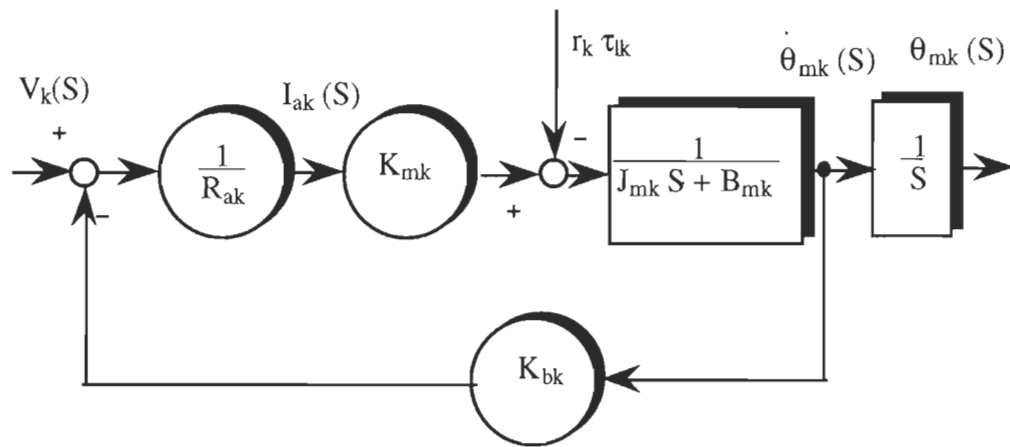 r_k τ_lk
θ̇_mk (S)
θ_mk (S)
V_k(S)
I_ak (S)
+
1
R_ak
K_mk
−
+
1
J_mk S + B_mk
1
S
−
K_bk